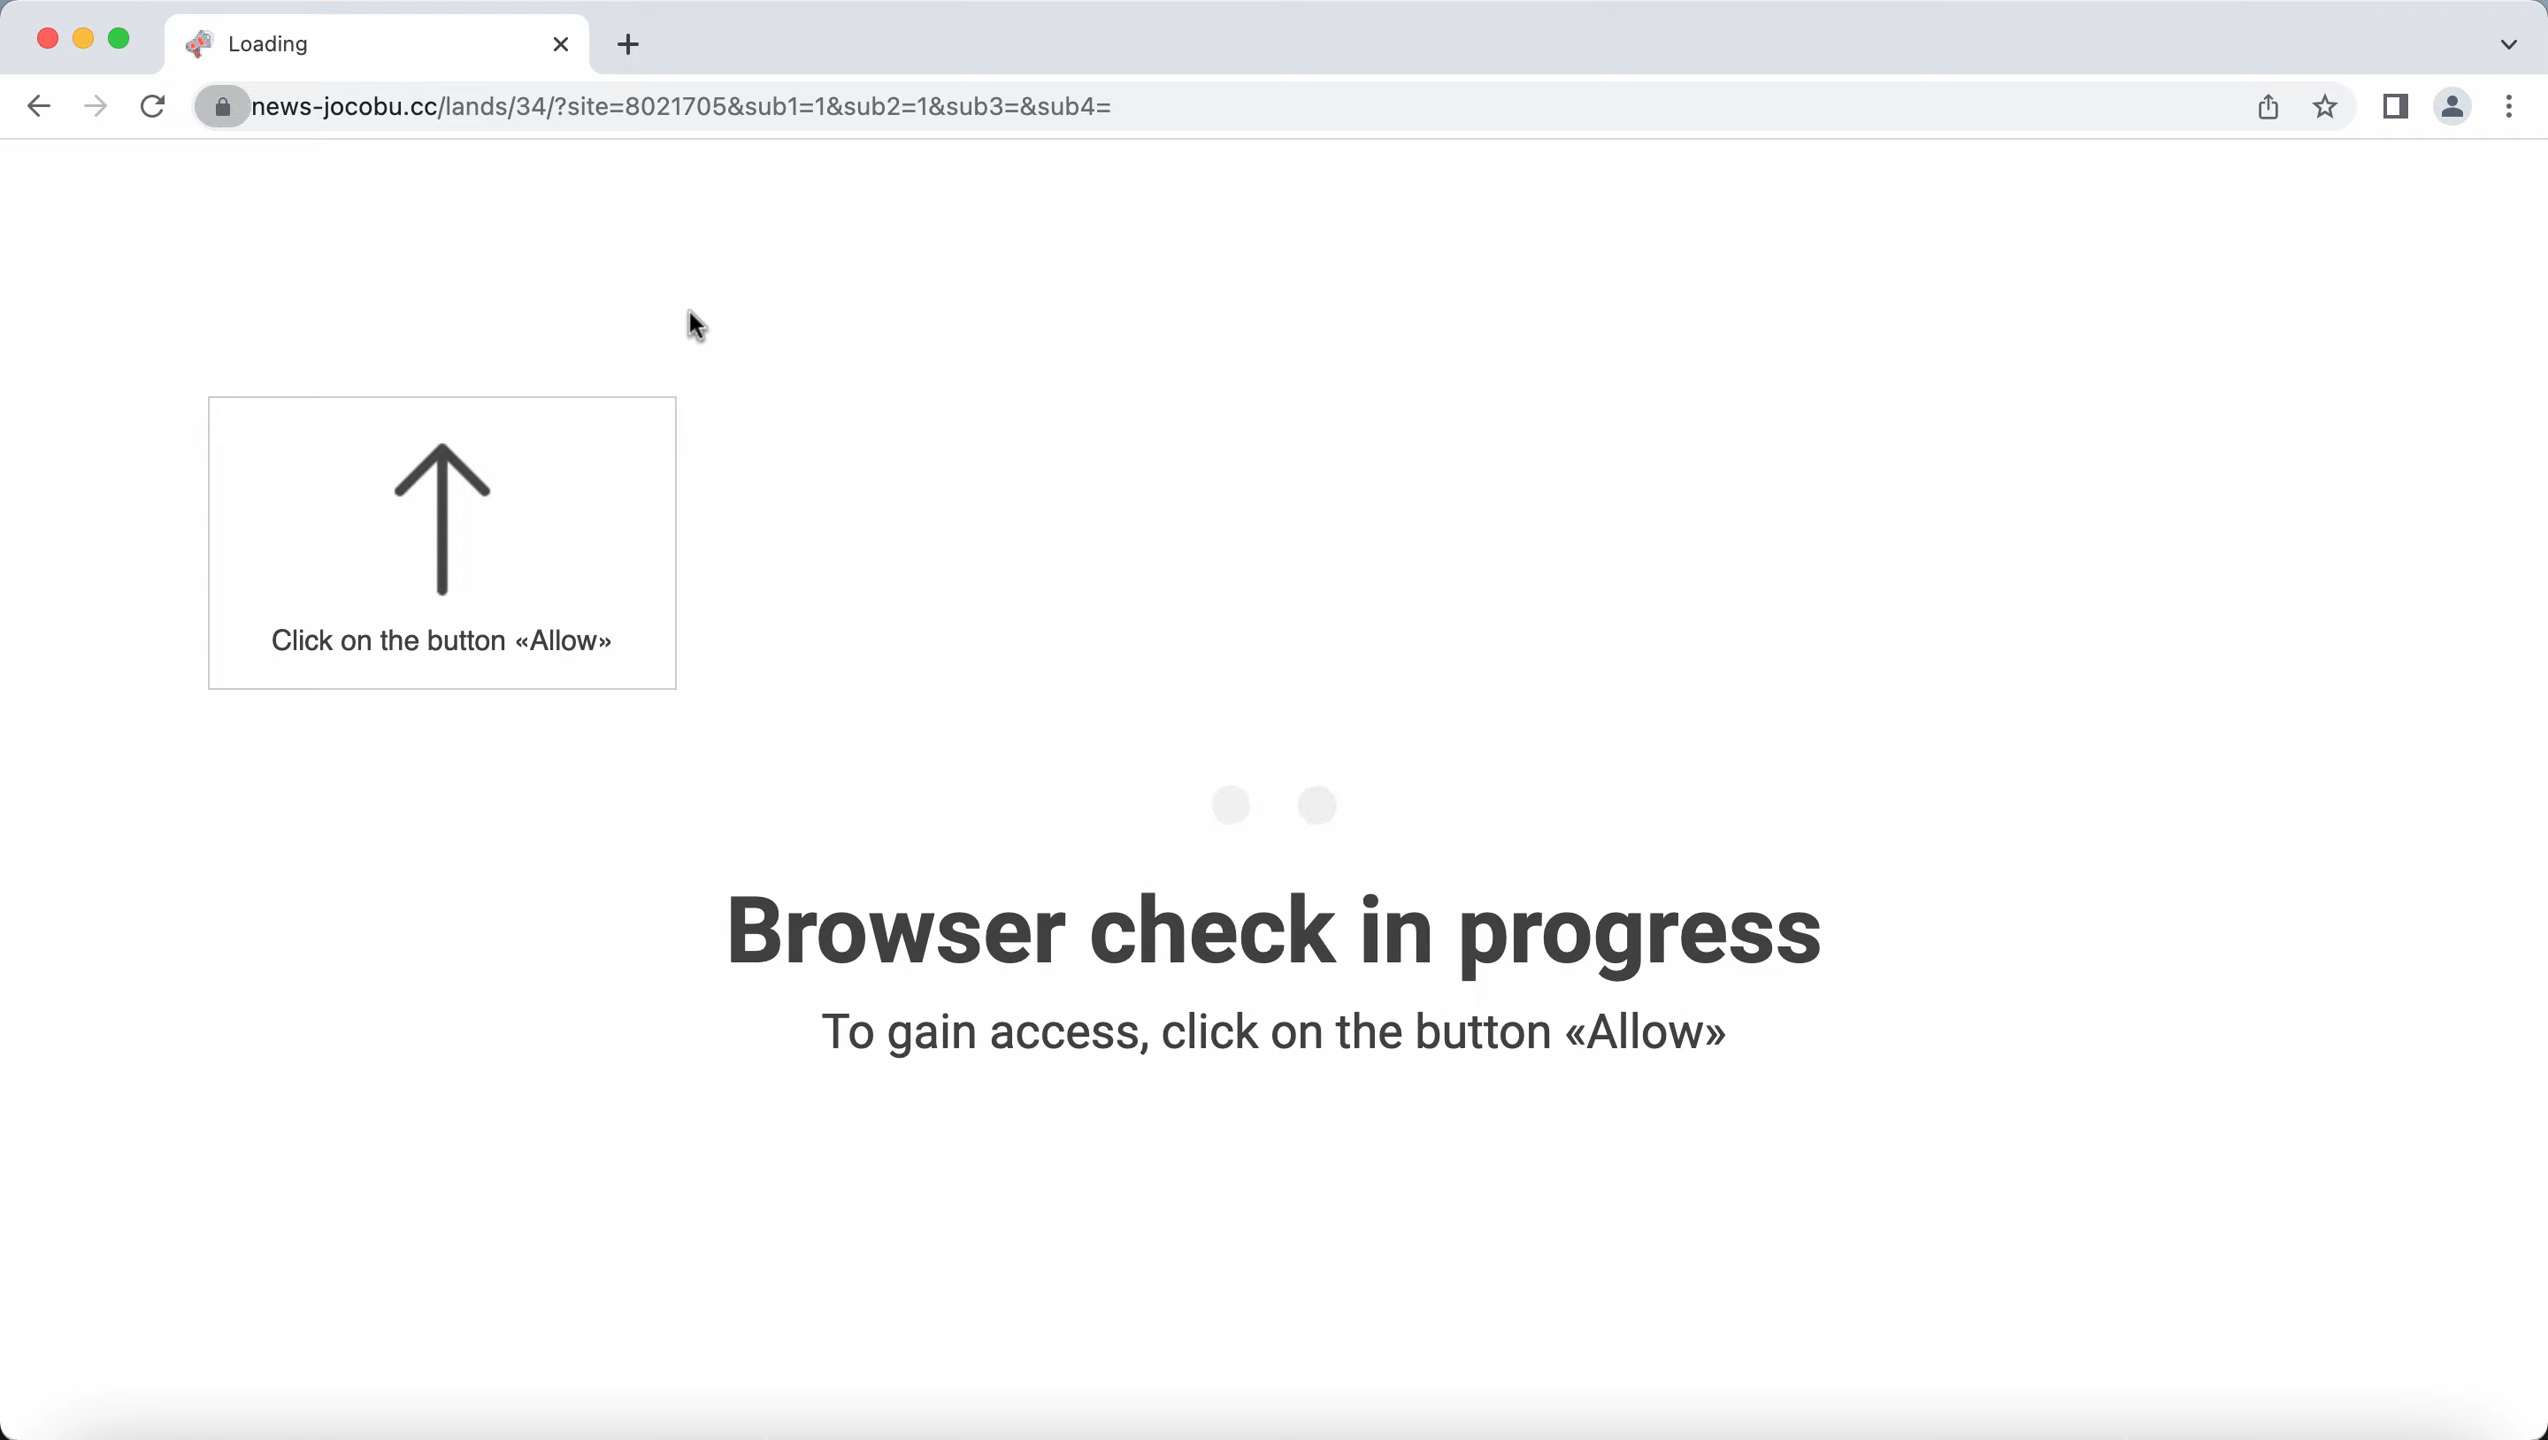 Loading
news-jocobu.cc/lands/34/?site=8021705&sub1=1&sub2=1&sub3=&sub4=
Click on the button «Allow»
Browser check in progress
To gain access, click on the button «Allow»